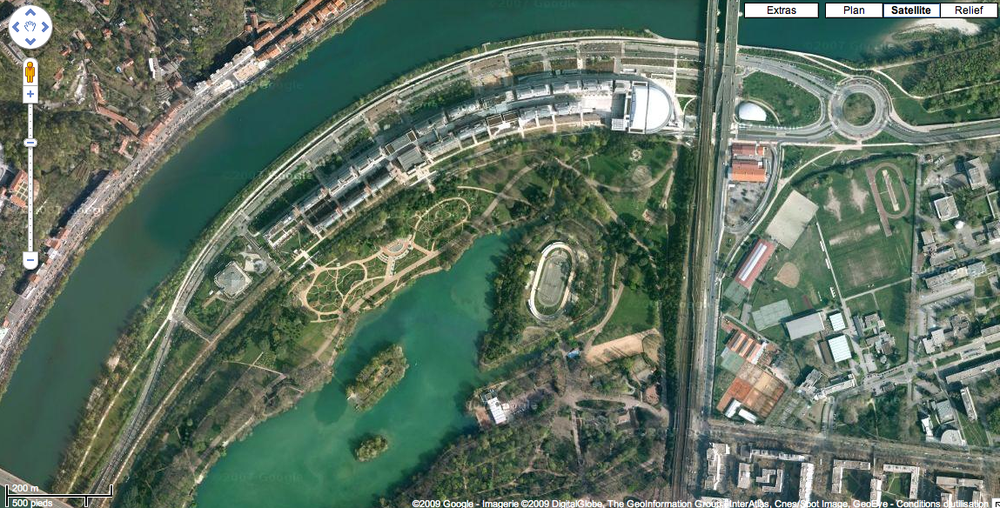 Extras
Plan
Satellite
Relief
200 m
500 pieds
©2009 Google - Imagerie ©2009 DigitalGlobe, The GeoInformation Group, InterAtlas, Cnes/Spot Image, GeoEye - Conditions d'utilisation